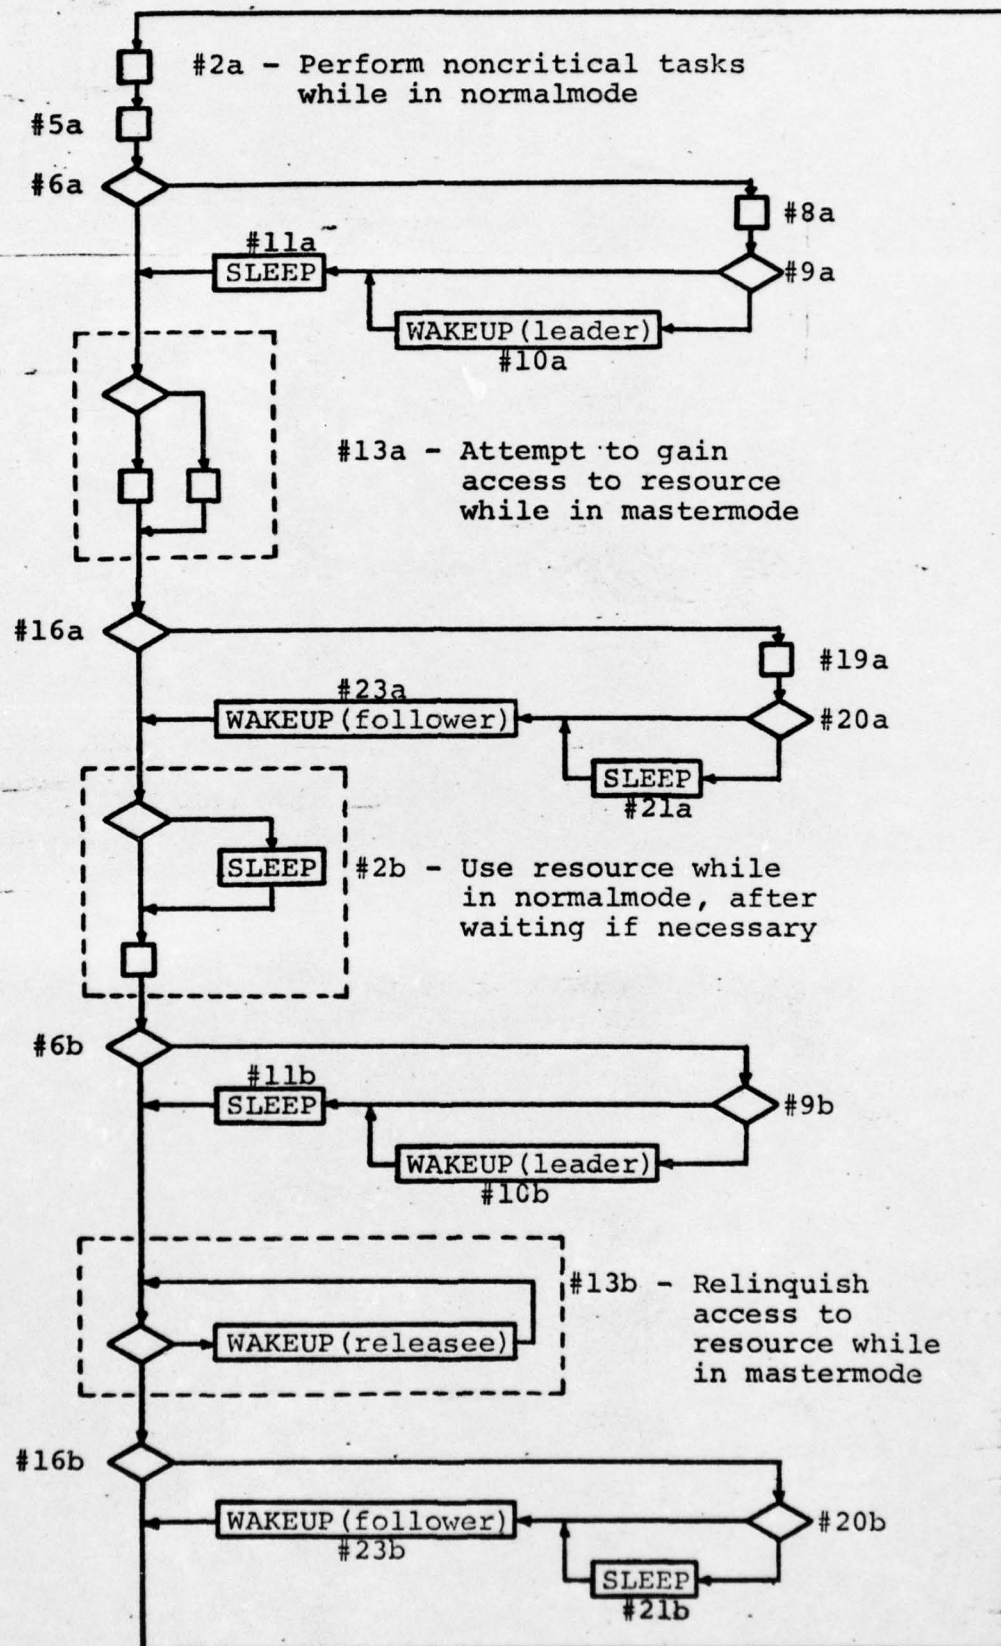 #2a - Perform noncritical tasks
while in normalmode
#5a
#6a
#8a
#11a
SLEEP
#9a
WAKEUP(leader)
#10a
#13a - Attempt to gain
access to resource
while in mastermode
#16a
#19a
#23a
WAKEUP(follower)
#20a
SLEEP
#21a
SLEEP
#2b - Use resource while
in normalmode, after
waiting if necessary
#6b
#11b
SLEEP
#9b
WAKEUP(leader)
#10b
#13b - Relinquish
access to
resource while
in mastermode
WAKEUP(releasee)
#16b
WAKEUP(follower)
#20b
#23b
SLEEP
#21b